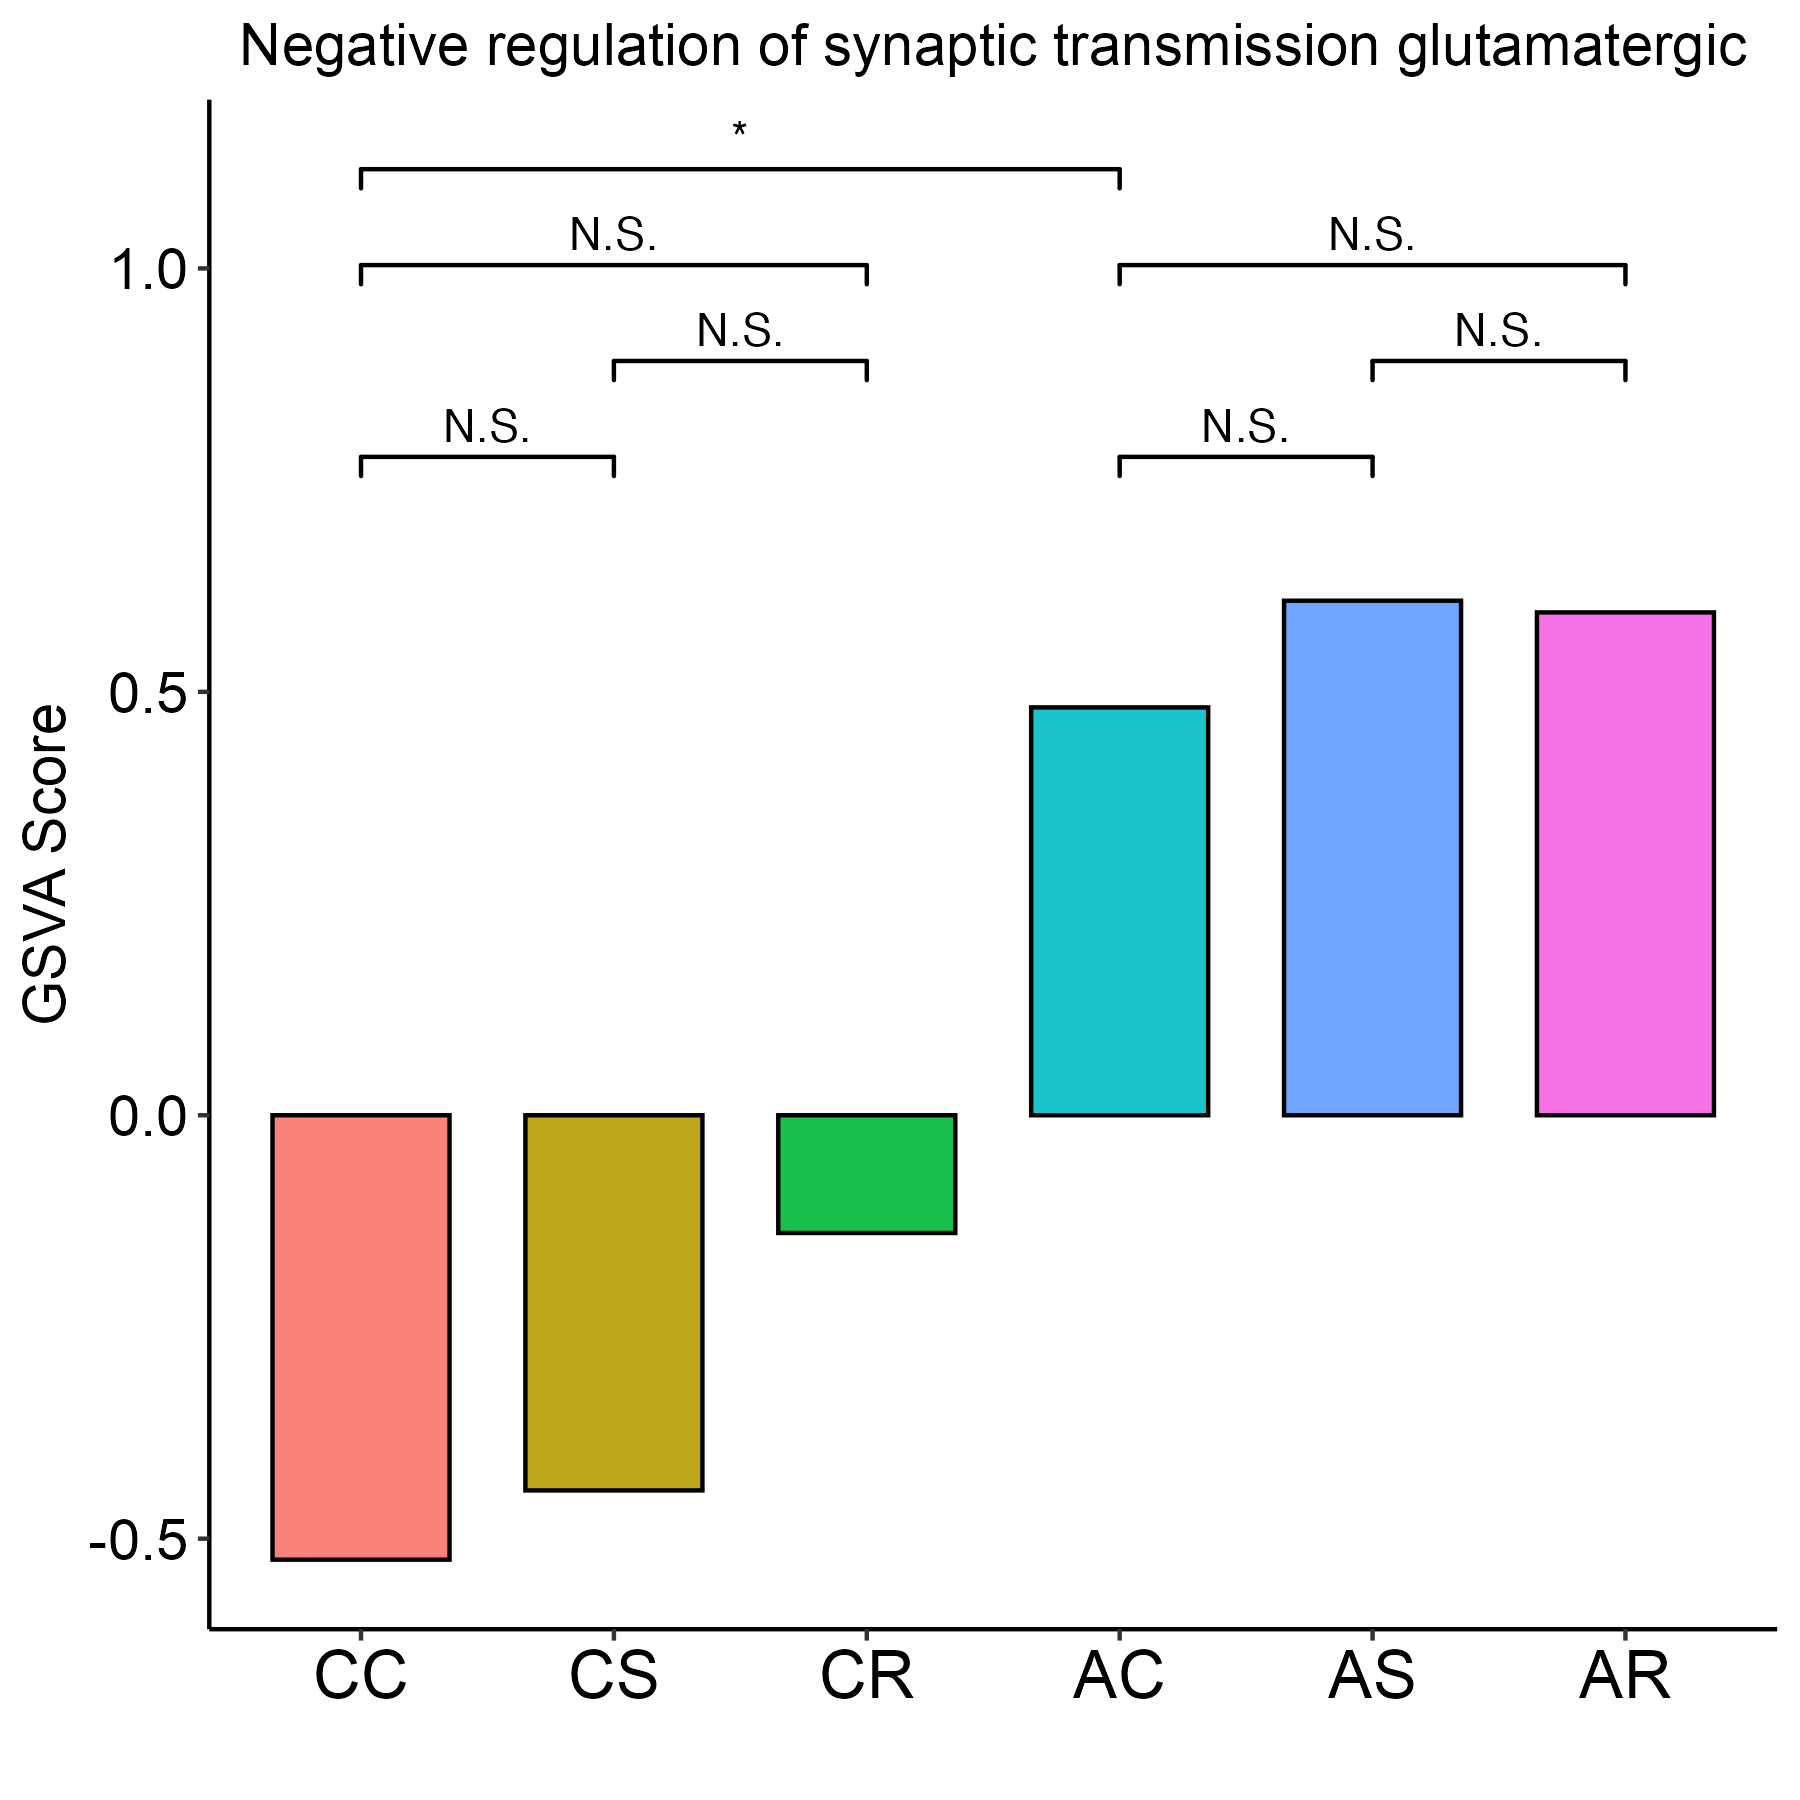 Negative regulation of synaptic transmission glutamatergic
*
N.S.
N.S.
N.S.
N.S.
N.S.
N.S.
1.0
0.5
0.0
-0.5
GSVA Score
CC CS CR AC AS AR